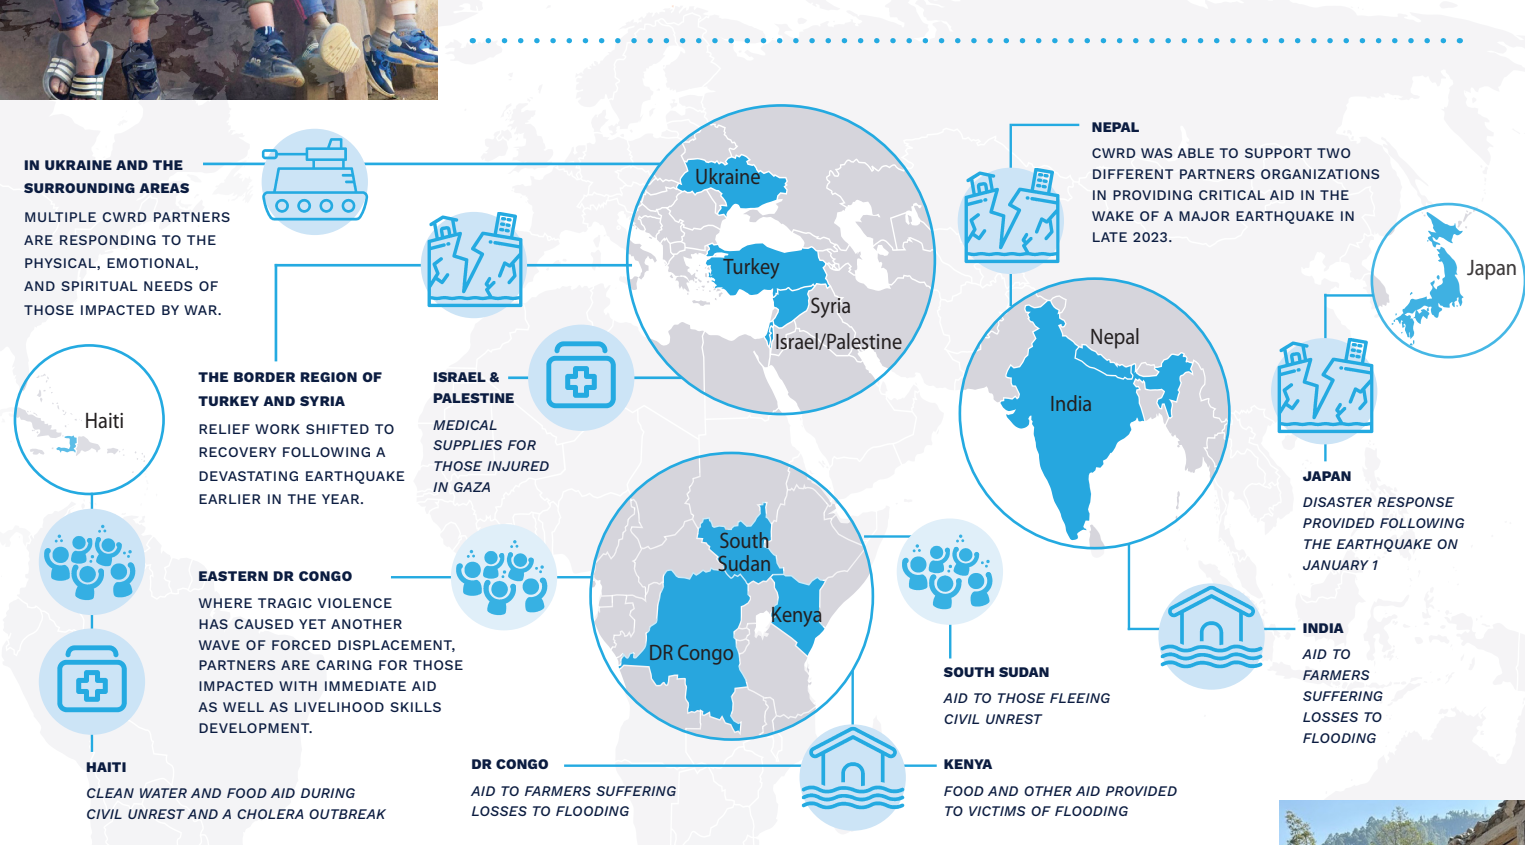 IN UKRAINE AND THE
SURROUNDING AREAS
MULTIPLE CWRD PARTNERS
ARE RESPONDING TO THE
PHYSICAL, EMOTIONAL,
AND SPIRITUAL NEEDS OF
THOSE IMPACTED BY WAR.
Ukraine
Turkey
Syria
Israel/Palestine
NEPAL
CWRD WAS ABLE TO SUPPORT TWO
DIFFERENT PARTNERS ORGANIZATIONS
IN PROVIDING CRITICAL AID IN THE
WAKE OF A MAJOR EARTHQUAKE IN
LATE 2023.
Japan
Nepal
India
Haiti
THE BORDER REGION OF
TURKEY AND SYRIA
RELIEF WORK SHIFTED TO
RECOVERY FOLLOWING A
DEVASTATING EARTHQUAKE
EARLIER IN THE YEAR.
ISRAEL &
PALESTINE
MEDICAL
SUPPLIES FOR
THOSE INJURED
IN GAZA
JAPAN
DISASTER RESPONSE
PROVIDED FOLLOWING
THE EARTHQUAKE ON
JANUARY 1
EASTERN DR CONGO
WHERE TRAGIC VIOLENCE
HAS CAUSED YET ANOTHER
WAVE OF FORCED DISPLACEMENT,
PARTNERS ARE CARING FOR THOSE
IMPACTED WITH IMMEDIATE AID
AS WELL AS LIVELIHOOD SKILLS
DEVELOPMENT.
South
Sudan
Kenya
DR Congo
SOUTH SUDAN
AID TO THOSE FLEEING
CIVIL UNREST
INDIA
AID TO
FARMERS
SUFFERING
LOSSES TO
FLOODING
HAITI
CLEAN WATER AND FOOD AID DURING
CIVIL UNREST AND A CHOLERA OUTBREAK
DR CONGO
AID TO FARMERS SUFFERING
LOSSES TO FLOODING
KENYA
FOOD AND OTHER AID PROVIDED
TO VICTIMS OF FLOODING